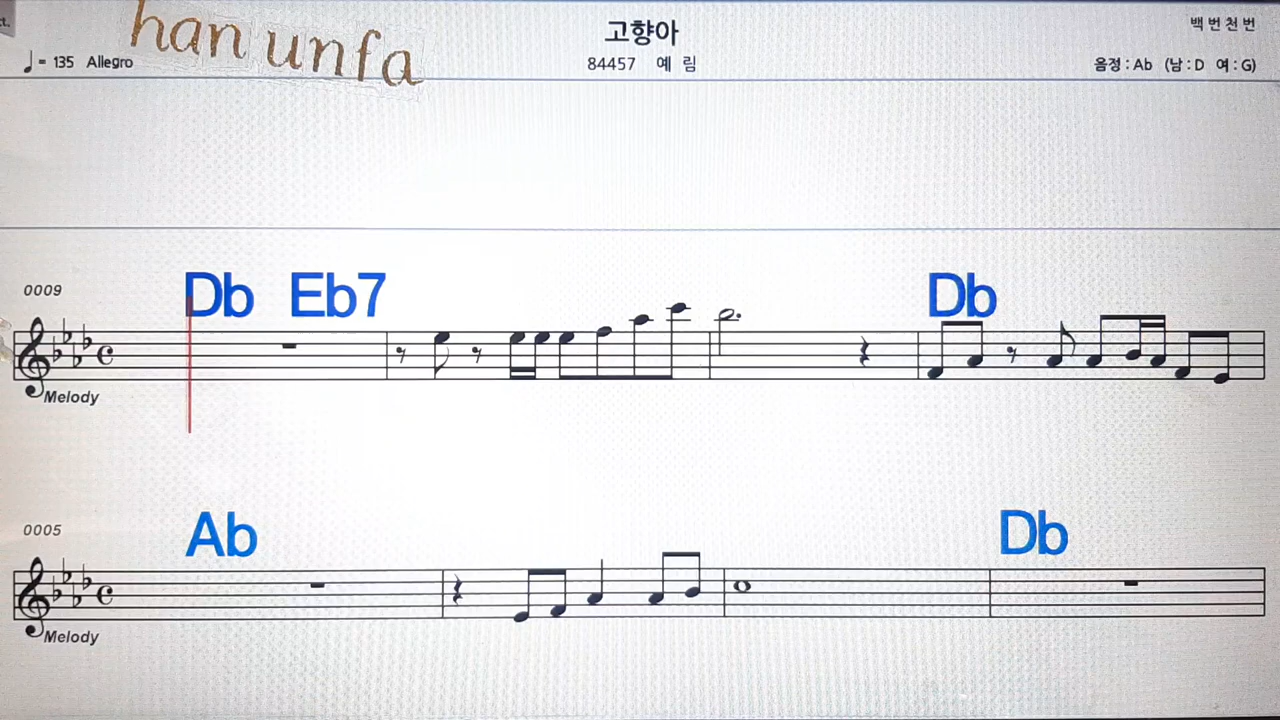 ct.
han unfa
고향아
백번천번
♩= 135 Allegro
84457 예 림
음정 : Ab (남 : D 여 : G)
Db Eb7 Db
0009
Melody
Ab Db
0005
Melody